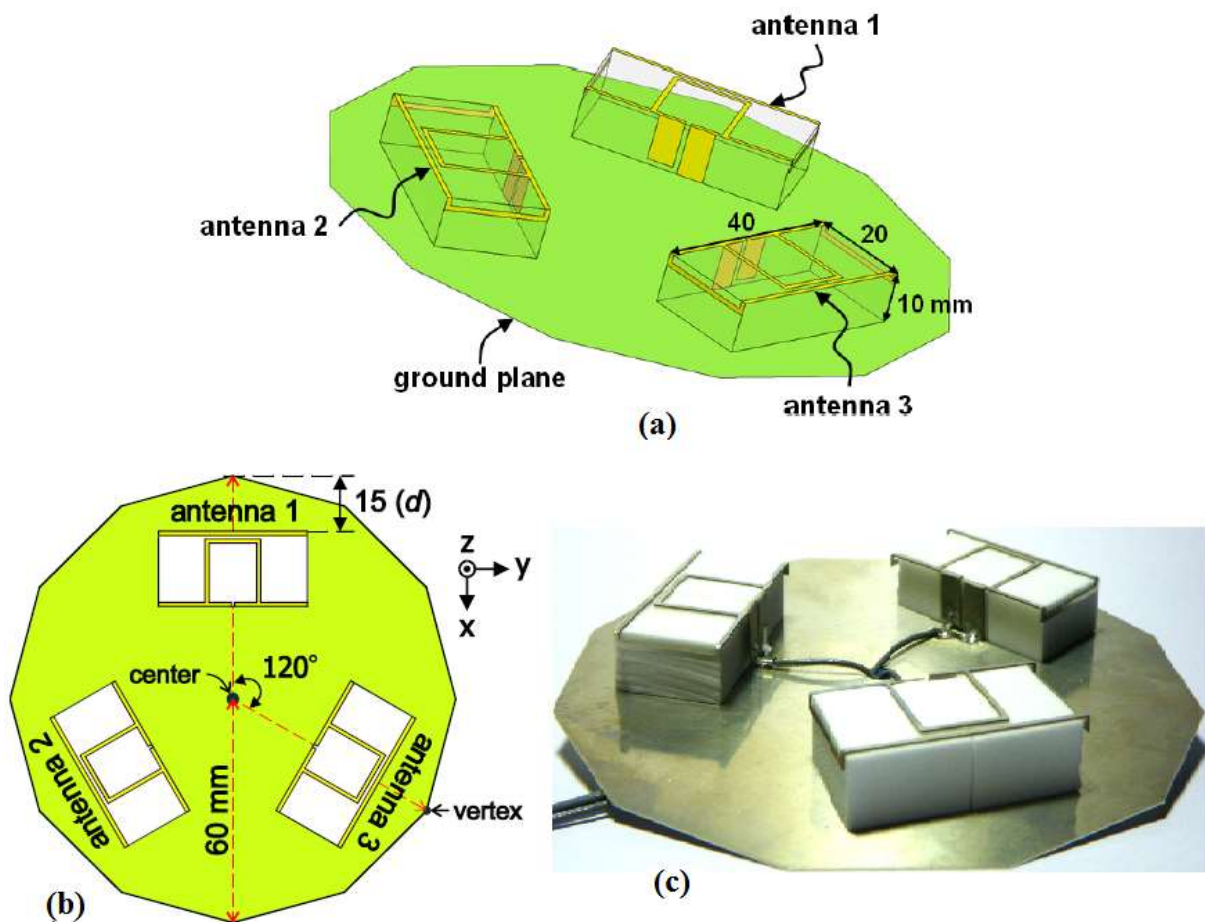 antenna 1
antenna 2
40
20
10 mm
ground plane
antenna 3
(a)
15 (d)
antenna 1
z
y
x
center
120°
antenna 2
antenna 3
60 mm
vertex
(b)
(c)